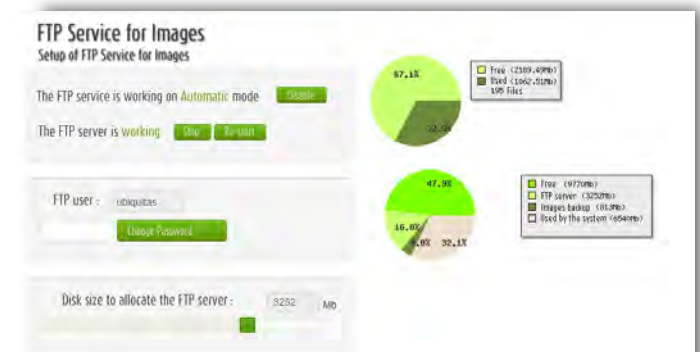 FTP Service for Images
Setup of FTP Service for Images
The FTP service is working on Automatic mode Disable
The FTP server is working Stop Re-start
FTP user : ubiquitas
Change Password
Disk size to allocate the FTP server : 3252 Mb
67.1%
32.9%
Free (2189.49Mb)
Used (1062.51Mb)
195 Files
47.9%
16.0%
4.0% 32.1%
Free (9770Mb)
FTP server (3252Mb)
Images backup (813Mb)
Used by the system (6540Mb)